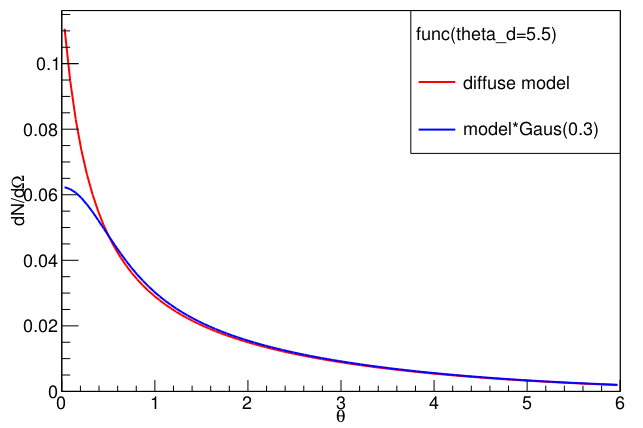 func(theta_d=5.5)
diffuse model
model*Gaus(0.3)
dN/dΩ
0.1
0.08
0.06
0.04
0.02
0
0 1 2 3 4 5 6
θ